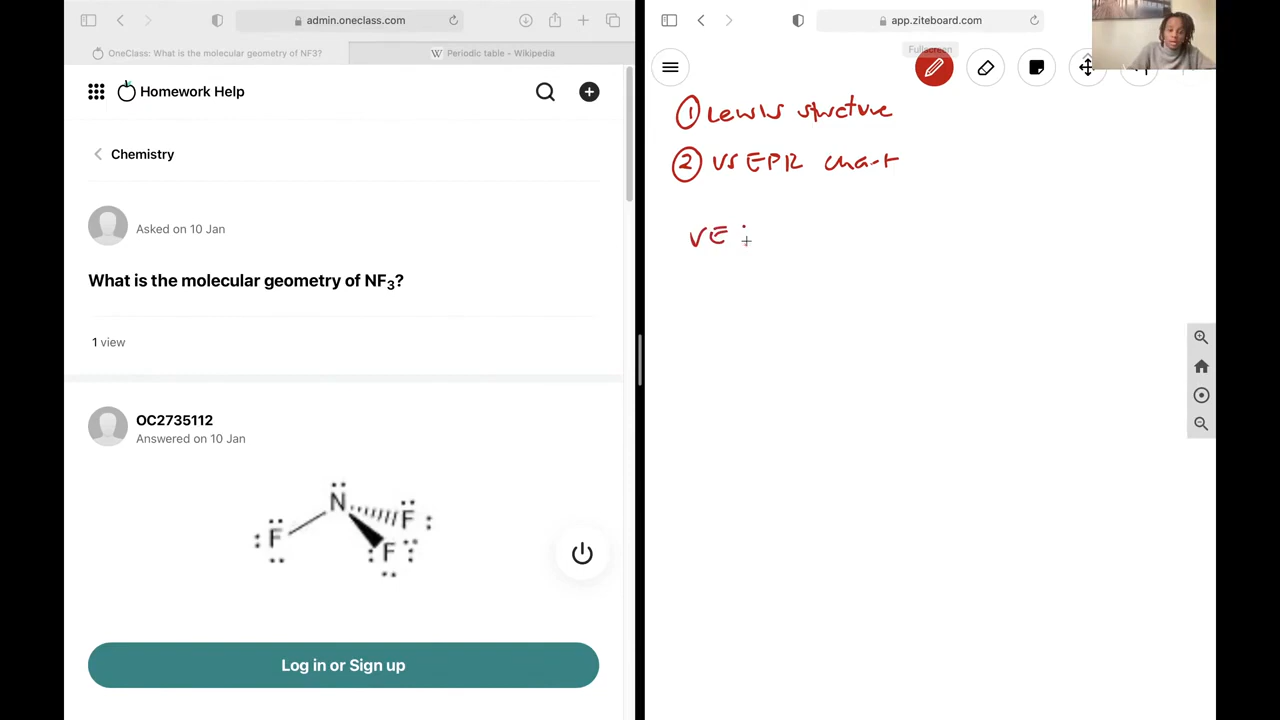 admin.oneclass.com
OneClass: What is the molecular geometry of NF3?
W Periodic table - Wikipedia
Homework Help
Chemistry
Asked on 10 Jan
What is the molecular geometry of NF₃?
1 view
OC2735112
Answered on 10 Jan
N
F
F
F
Log in or Sign up
app.ziteboard.com
Fullscreen
① Lewis structure
② VSEPR chart
VE :